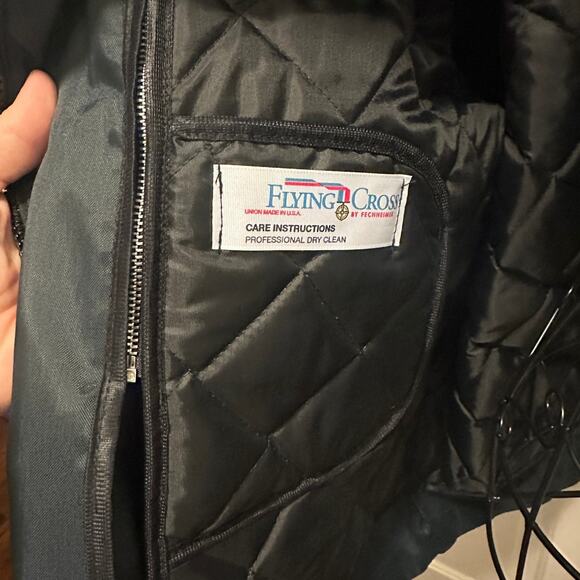 FLYING CROSS
UNION MADE IN U.S.A. BY FECHHEIMER
CARE INSTRUCTIONS
PROFESSIONAL DRY CLEAN